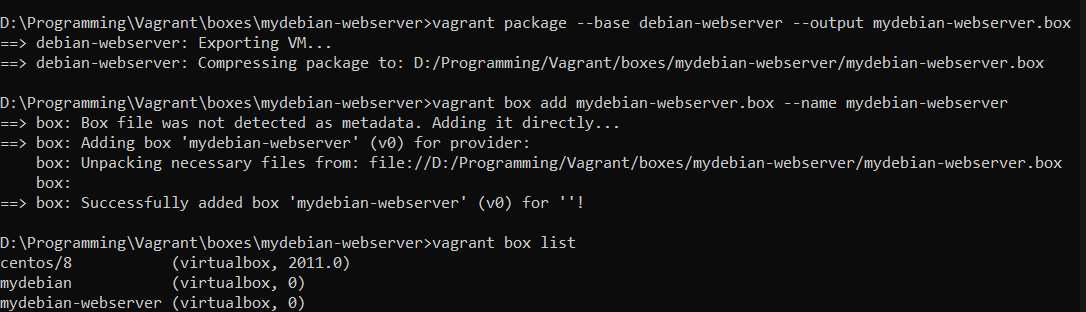 D:\Programming\Vagrant\boxes\mydebian-webserver>vagrant package --base debian-webserver --output mydebian-webserver.box
==> debian-webserver: Exporting VM...
==> debian-webserver: Compressing package to: D:/Programming/Vagrant/boxes/mydebian-webserver/mydebian-webserver.box
D:\Programming\Vagrant\boxes\mydebian-webserver>vagrant box add mydebian-webserver.box --name mydebian-webserver
==> box: Box file was not detected as metadata. Adding it directly...
==> box: Adding box 'mydebian-webserver' (v0) for provider:
box: Unpacking necessary files from: file://D:/Programming/Vagrant/boxes/mydebian-webserver/mydebian-webserver.box
box:
==> box: Successfully added box 'mydebian-webserver' (v0) for ''!
D:\Programming\Vagrant\boxes\mydebian-webserver>vagrant box list
centos/8           (virtualbox, 2011.0)
mydebian           (virtualbox, 0)
mydebian-webserver (virtualbox, 0)